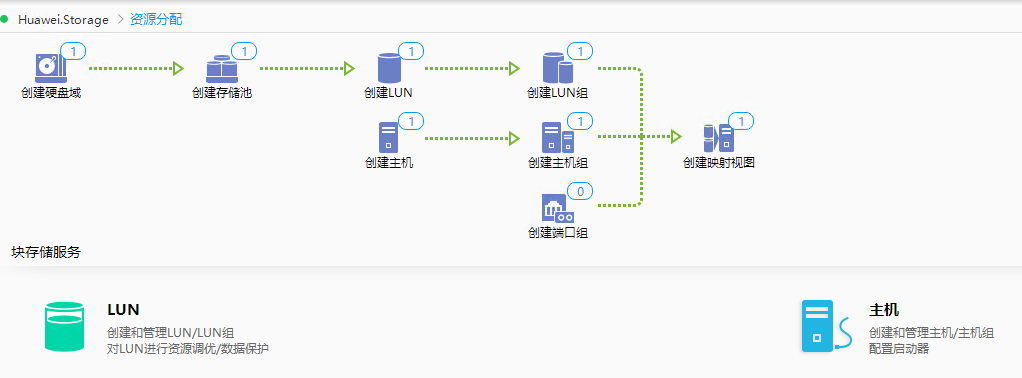 Huawei.Storage > 资源分配
1 1 1 1
创建硬盘域 创建存储池 创建LUN 创建LUN组
1 1 1
创建主机 创建主机组 创建映射视图
0
创建端口组
块存储服务
LUN
创建和管理LUN/LUN组
对LUN进行资源调优/数据保护
主机
创建和管理主机/主机组
配置启动器